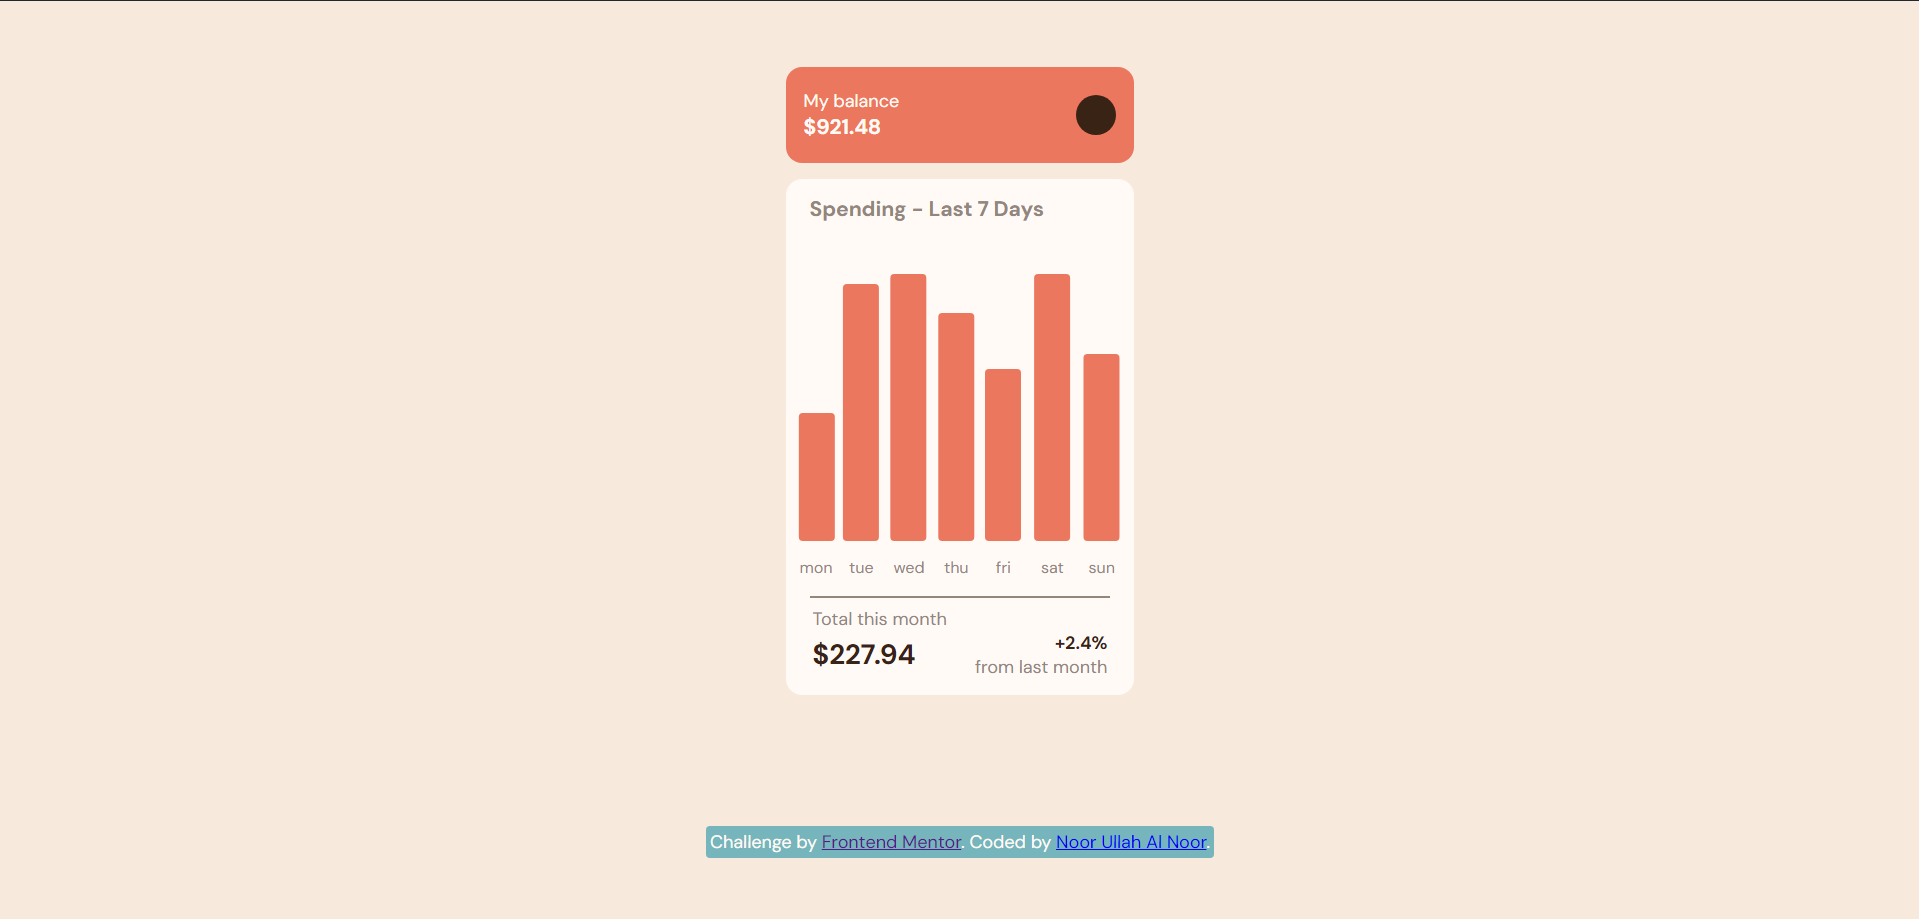 My balance
$921.48
Spending - Last 7 Days
mon tue wed thu fri sat sun
Total this month
$227.94
+2.4%
from last month
Challenge by Frontend Mentor. Coded by Noor Ullah Al Noor.